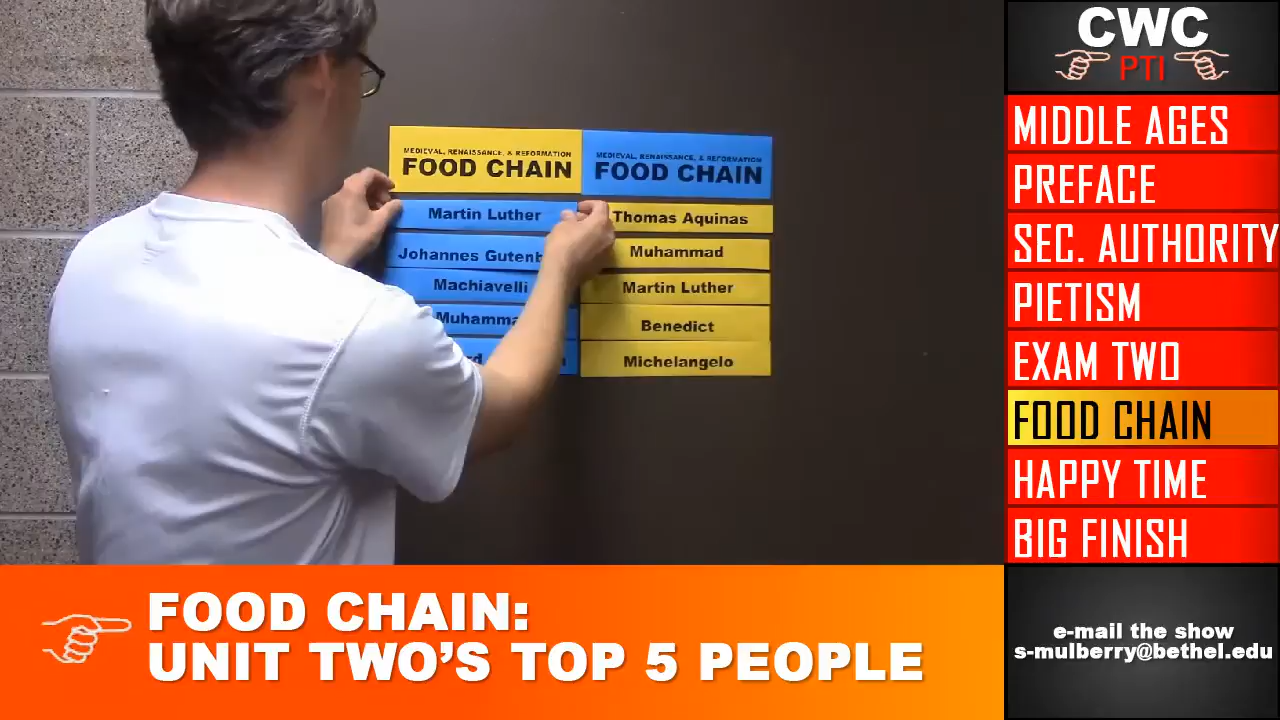 CWC
PTI
MIDDLE AGES
PREFACE
SEC. AUTHORITY
PIETISM
EXAM TWO
FOOD CHAIN
HAPPY TIME
BIG FINISH
e-mail the show
s-mulberry@bethel.edu
MEDIEVAL, RENAISSANCE, & REFORMATION
FOOD CHAIN
Martin Luther
Johannes
Machiavelli
MEDIEVAL, RENAISSANCE, & REFORMATION
FOOD CHAIN
Thomas Aquinas
Muhammad
Martin Luther
Benedict
Michelangelo
FOOD CHAIN:
UNIT TWO'S TOP 5 PEOPLE